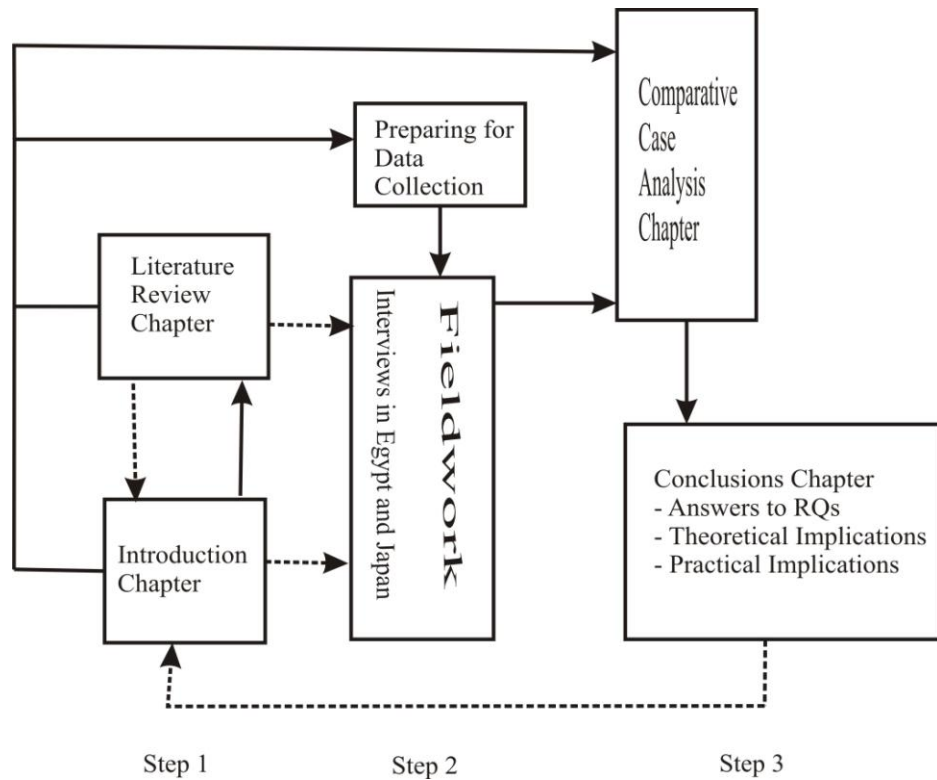 Comparative
Case
Analysis
Chapter
Preparing for
Data
Collection
Literature
Review
Chapter
Fieldwork
Interviews in Egypt and Japan
Introduction
Chapter
Conclusions Chapter
- Answers to RQs
- Theoretical Implications
- Practical Implications
Step 1
Step 2
Step 3